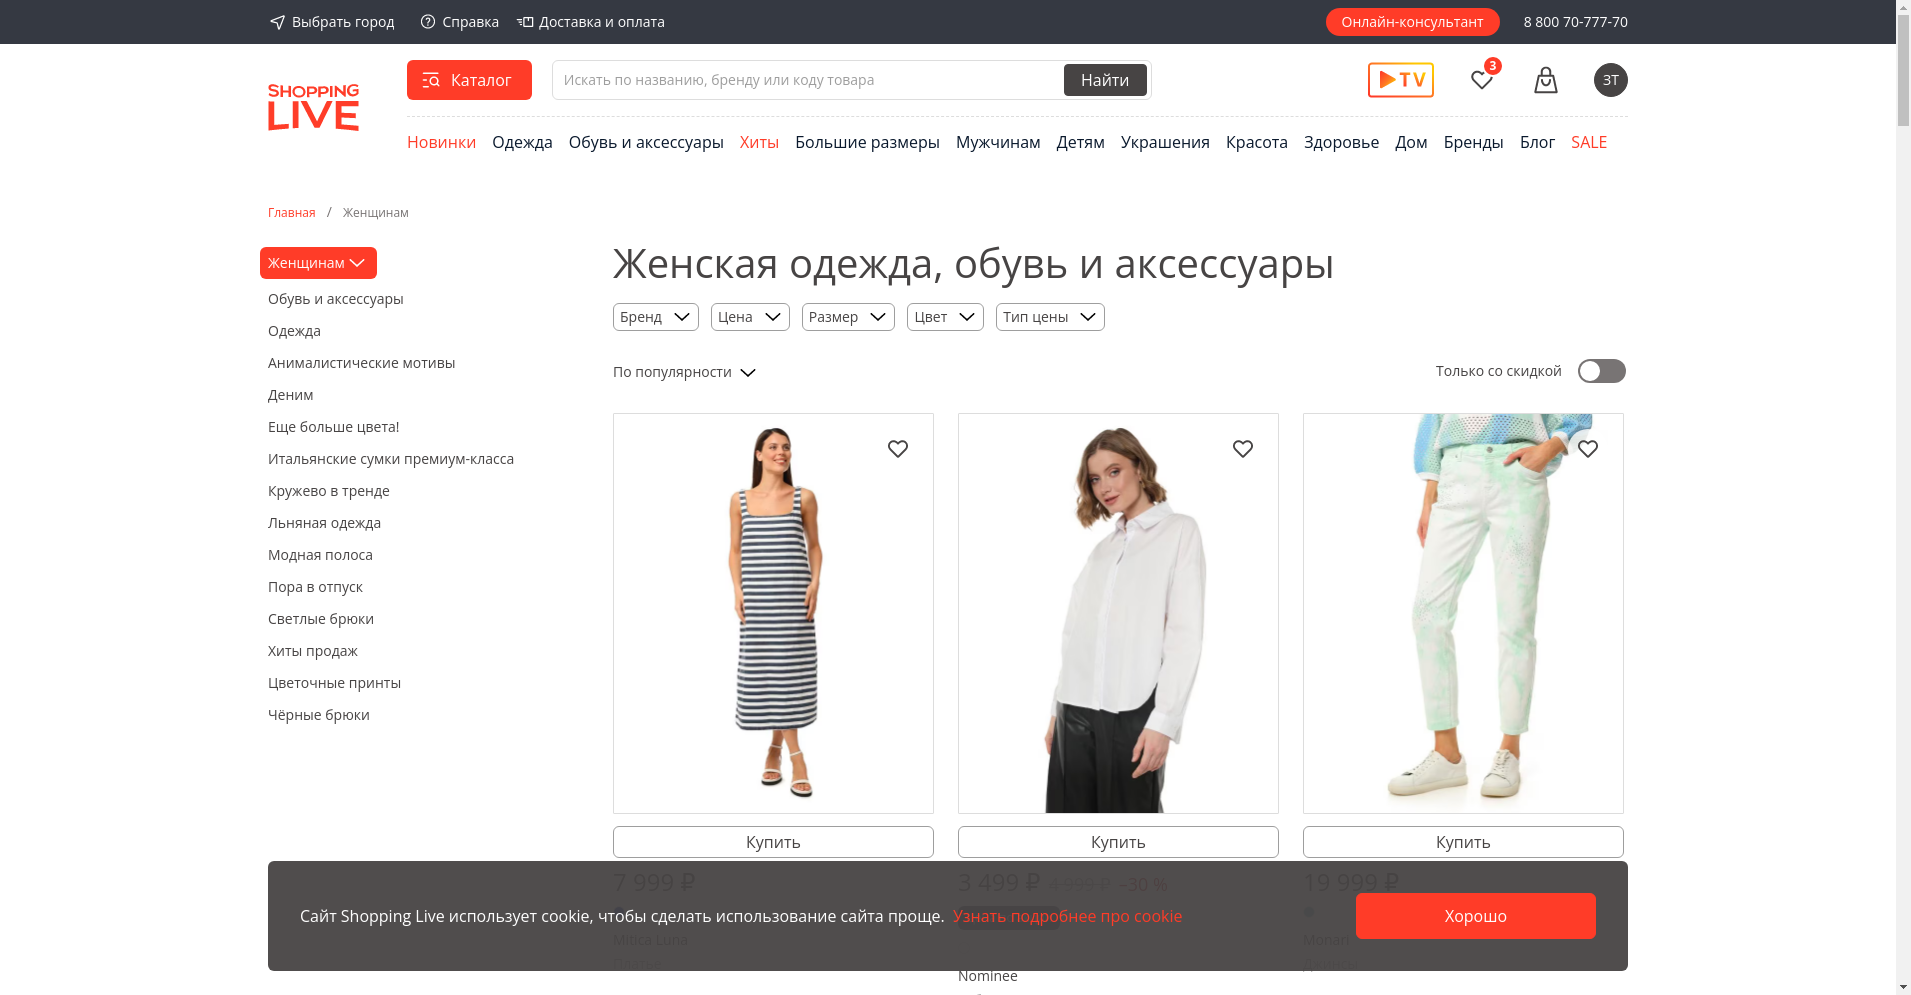 Выбрать город
Справка
Доставка и оплата
Онлайн-консультант
8 800 70-777-70
SHOPPING
LIVE
Каталог
Искать по названию, бренду или коду товара
Найти
TV
3
ЗТ
Новинки Одежда Обувь и аксессуары Хиты Большие размеры Мужчинам Детям Украшения Красота Здоровье Дом Бренды Блог SALE
Главная / Женщинам
Женщинам
Обувь и аксессуары
Одежда
Анималистические мотивы
Деним
Еще больше цвета!
Итальянские сумки премиум-класса
Кружево в тренде
Льняная одежда
Модная полоса
Пора в отпуск
Светлые брюки
Хиты продаж
Цветочные принты
Чёрные брюки
Женская одежда, обувь и аксессуары
Бренд
Цена
Размер
Цвет
Тип цены
По популярности
Только со скидкой
Купить
Купить
Купить
7 999 ₽
3 499 ₽ –30 %
19 999 ₽
Сайт Shopping Live использует cookie, чтобы сделать использование сайта проще. Узнать подробнее про cookie
Хорошо
Mitica Luna
Monari
Nominee